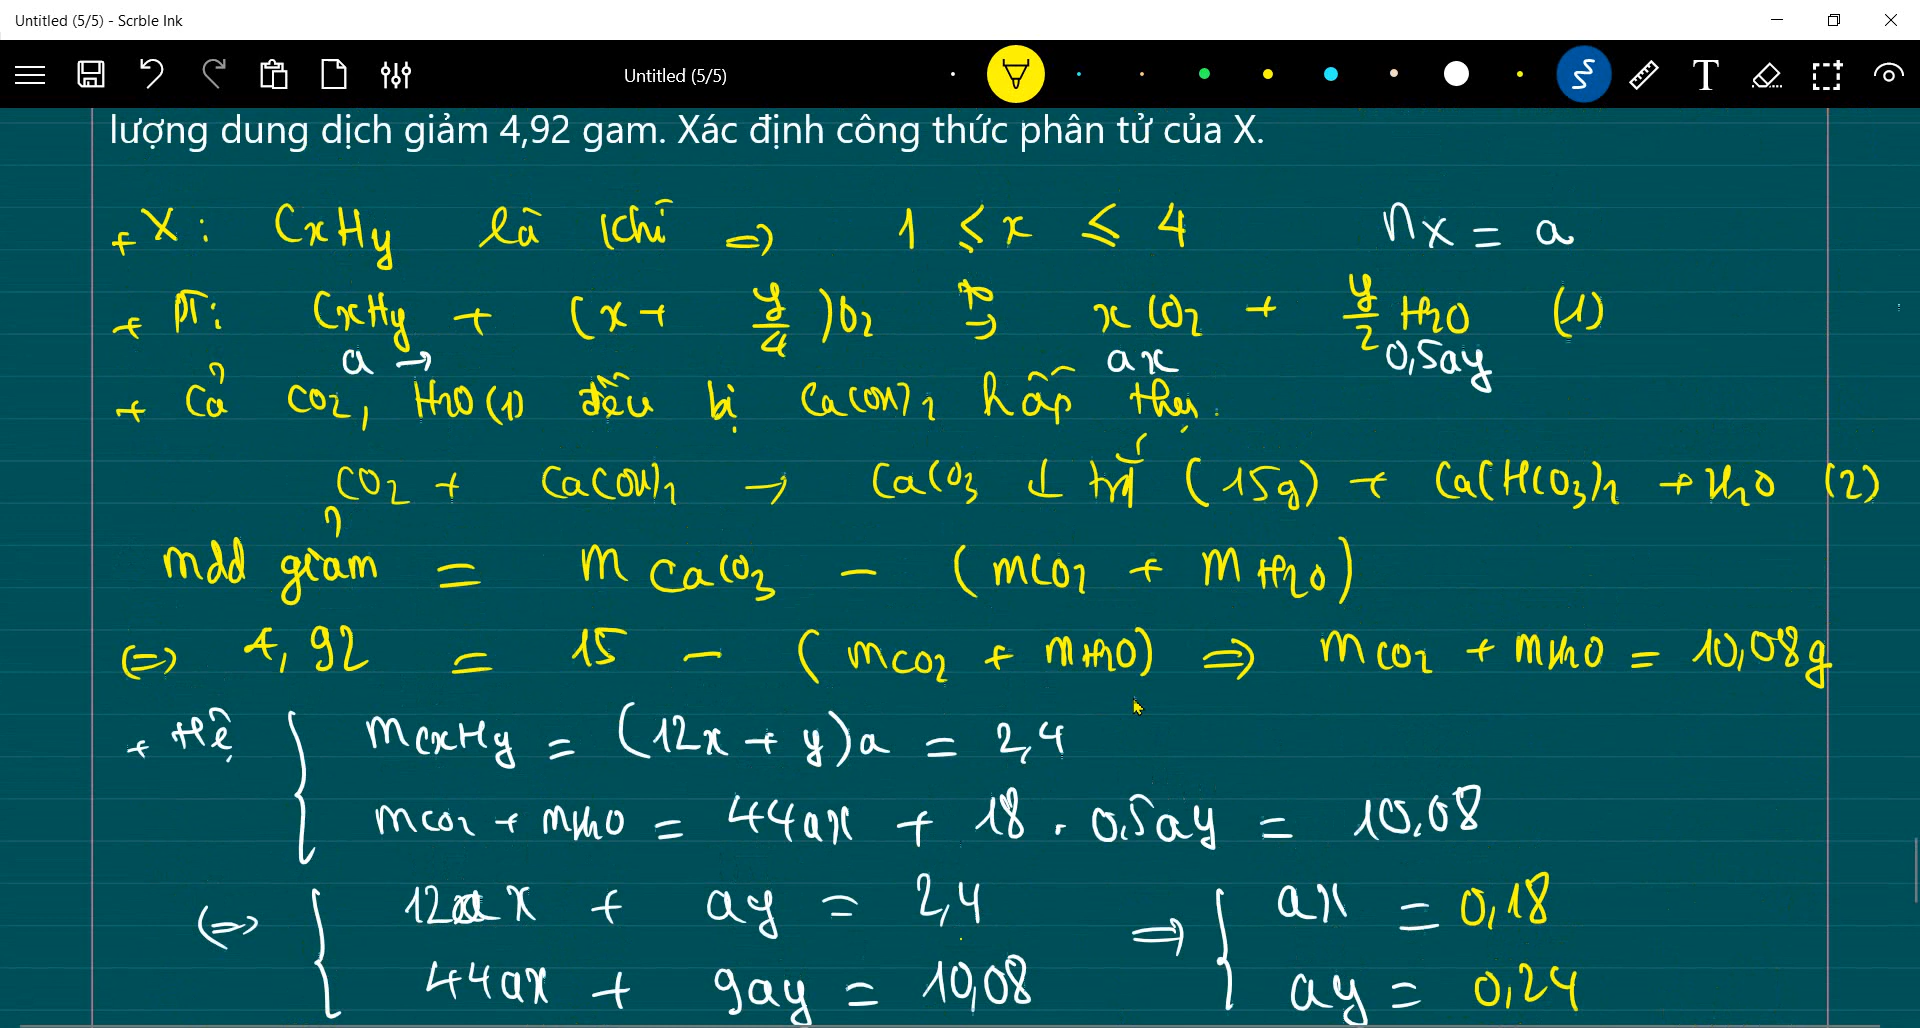 Untitled (5/5) - Scrble Ink
Untitled (5/5)
T
lượng dung dịch giảm 4,92 gam. Xác định công thức phân tử của X.
+ X: CxHy là khí => 1 ≤ x ≤ 4 nX = a
+ PT: CxHy + (x + y/4)O2 t° → xCO2 + y/2 H2O (1)
a → ax 0,5ay
+ Cả CO2, H2O (1) đều bị Ca(OH)2 hấp thụ.
CO2 + Ca(OH)2 → CaCO3 ↓ trắng (15g) + Ca(HCO3)2 + H2O (2)
mdd giảm = mCaCO3 - (mCO2 + mH2O)
<=> 4,92 = 15 - (mCO2 + mH2O) => mCO2 + mH2O = 10,08g
+ Hệ { mCxHy = (12x + y)a = 2,4
mCO2 + mH2O = 44ax + 18 . 0,5ay = 10,08
<=> { 12ax + ay = 2,4 => { ax = 0,18
44ax + 9ay = 10,08 ay = 0,24